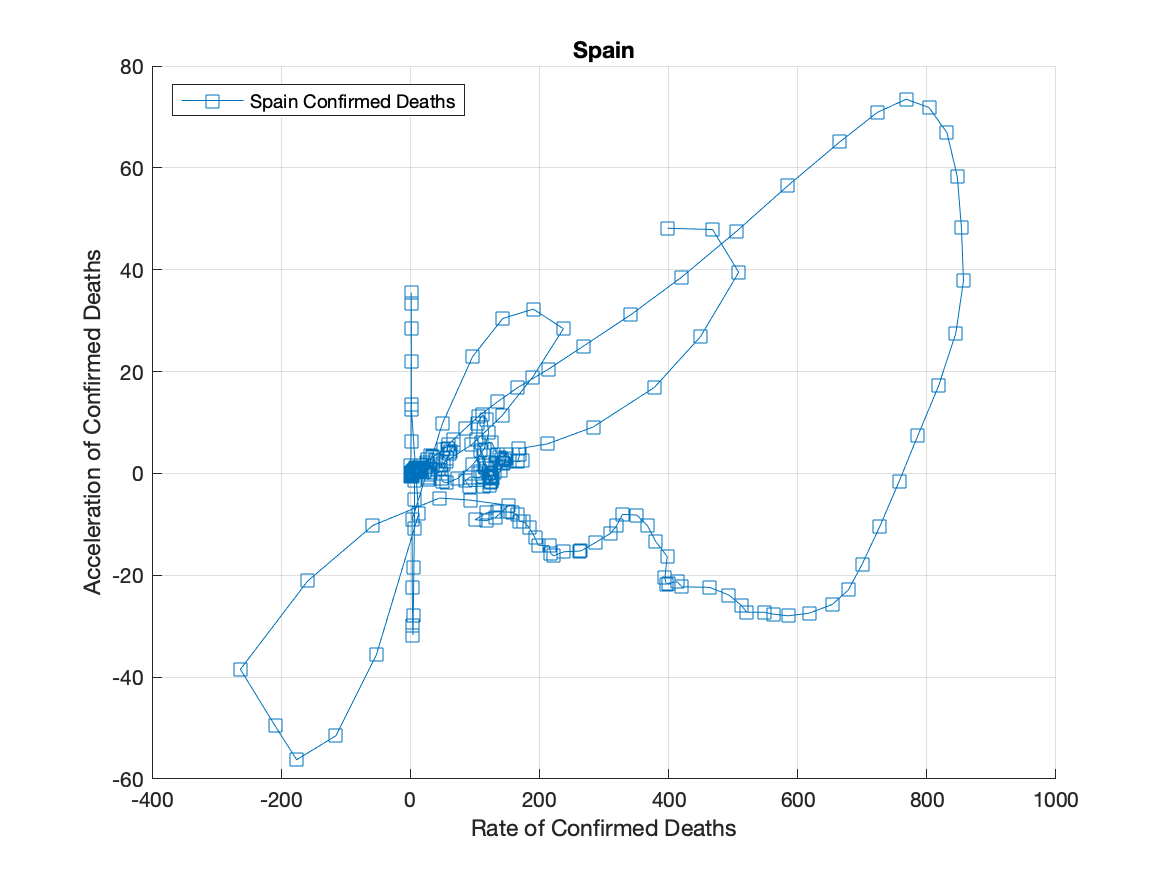 Spain
Spain Confirmed Deaths
80
60
40
20
0
-20
-40
-60
Acceleration of Confirmed Deaths
-400 -200 0 200 400 600 800 1000
Rate of Confirmed Deaths